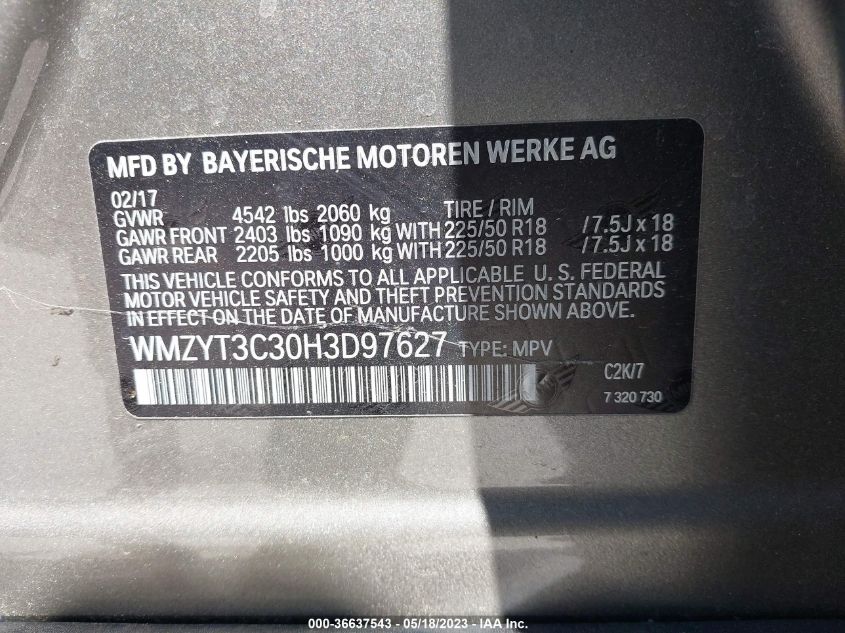 MFD BY BAYERISCHE MOTOREN WERKE AG
02/17
GVWR 4542 lbs 2060 kg TIRE / RIM
GAWR FRONT 2403 lbs 1090 kg WITH 225/50 R18 /7.5J x 18
GAWR REAR 2205 lbs 1000 kg WITH 225/50 R18 /7.5J x 18
THIS VEHICLE CONFORMS TO ALL APPLICABLE U. S. FEDERAL
MOTOR VEHICLE SAFETY AND THEFT PREVENTION STANDARDS
IN EFFECT ON THE DATE OF MANUFACTURE SHOWN ABOVE.
WMZYT3C30H3D97627 TYPE: MPV
C2K/7
7 320 730
000-36637543 - 05/18/2023 - IAA Inc.